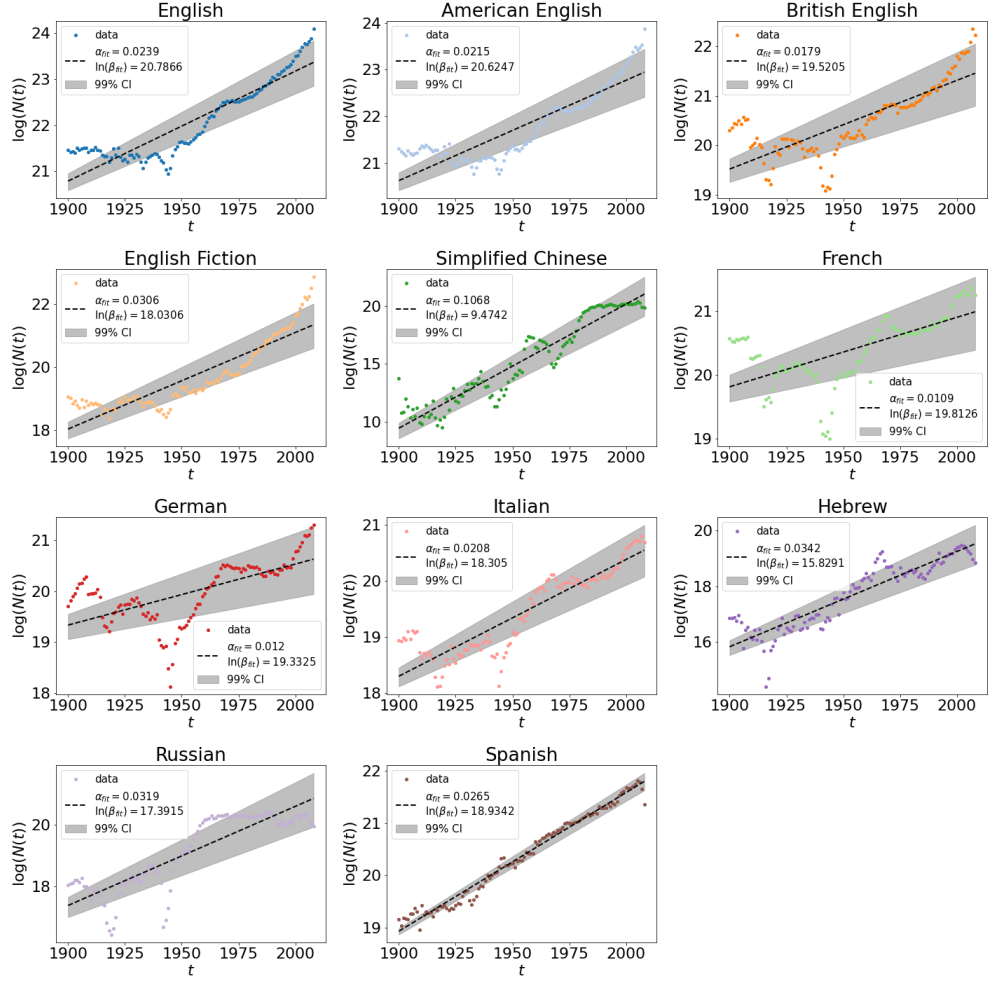 English
log(N(t))
24
23
22
21
data
α_fit = 0.0239
ln(β_fit) = 20.7866
99% CI
1900 1925 1950 1975 2000
t
American English
log(N(t))
24
23
22
21
data
α_fit = 0.0215
ln(β_fit) = 20.6247
99% CI
1900 1925 1950 1975 2000
t
British English
log(N(t))
22
21
20
19
data
α_fit = 0.0179
ln(β_fit) = 19.5205
99% CI
1900 1925 1950 1975 2000
t
English Fiction
log(N(t))
22
20
18
data
α_fit = 0.0306
ln(β_fit) = 18.0306
99% CI
1900 1925 1950 1975 2000
t
Simplified Chinese
log(N(t))
20
15
10
data
α_fit = 0.1068
ln(β_fit) = 9.4742
99% CI
1900 1925 1950 1975 2000
t
French
log(N(t))
21
20
19
data
α_fit = 0.0109
ln(β_fit) = 19.8126
99% CI
1900 1925 1950 1975 2000
t
German
log(N(t))
21
20
19
18
data
α_fit = 0.012
ln(β_fit) = 19.3325
99% CI
1900 1925 1950 1975 2000
t
Italian
log(N(t))
21
20
19
18
data
α_fit = 0.0208
ln(β_fit) = 18.305
99% CI
1900 1925 1950 1975 2000
t
Hebrew
log(N(t))
20
18
16
data
α_fit = 0.0342
ln(β_fit) = 15.8291
99% CI
1900 1925 1950 1975 2000
t
Russian
log(N(t))
20
18
data
α_fit = 0.0319
ln(β_fit) = 17.3915
99% CI
1900 1925 1950 1975 2000
t
Spanish
log(N(t))
22
21
20
19
data
α_fit = 0.0265
ln(β_fit) = 18.9342
99% CI
1900 1925 1950 1975 2000
t